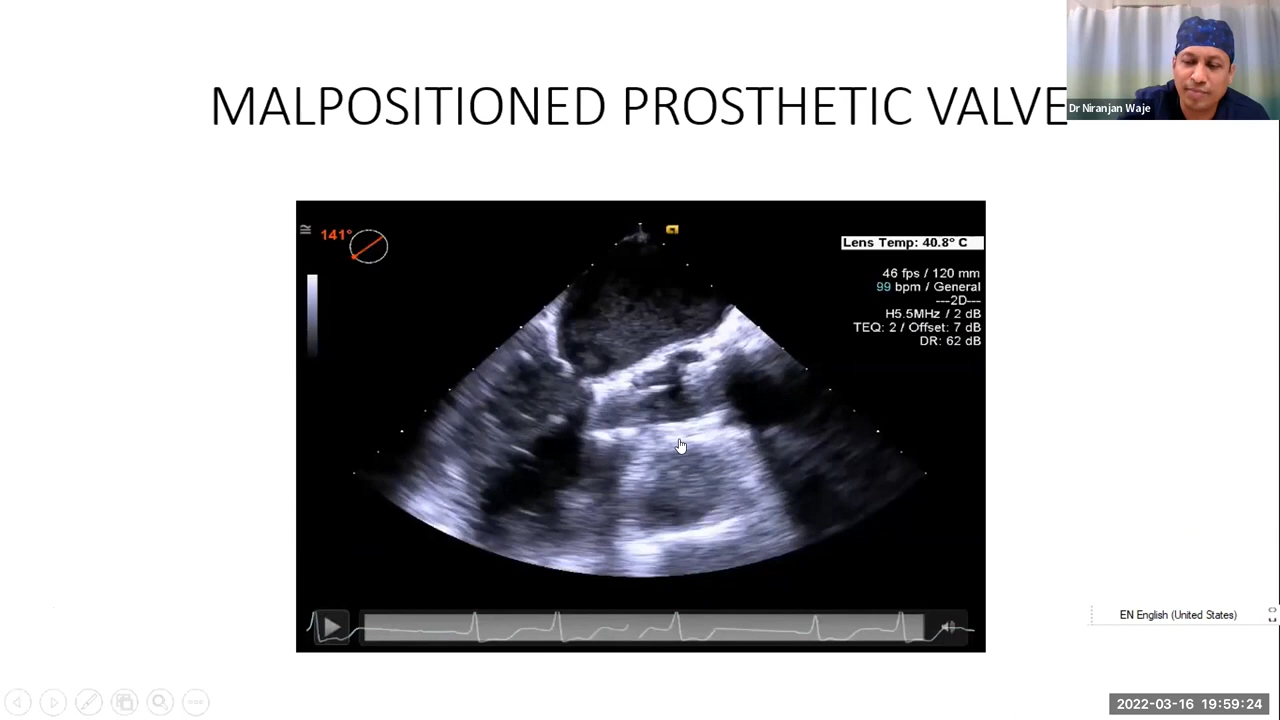 MALPOSITIONED PROSTHETIC VALVE
Dr Niranjan Waje
141°
Lens Temp: 40.8° C
46 fps / 120 mm
99 bpm / General
---2D---
H5.5MHz / 2 dB
TEQ: 2 / Offset: 7 dB
DR: 62 dB
EN English (United States)
2022-03-16 19:59:24